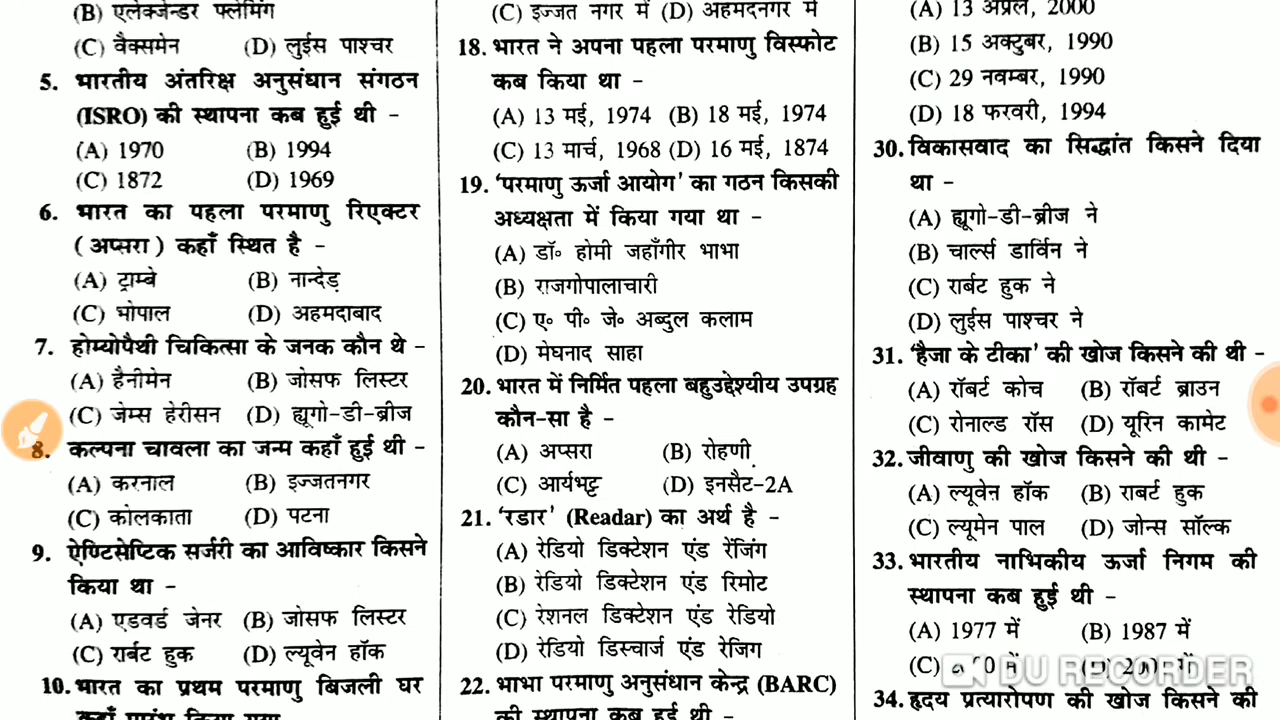 (B) एलेक्जेन्डर फ्लेमिंग
(C) वैक्समेन (D) लुईस पाश्चर
5. भारतीय अंतरिक्ष अनुसंधान संगठन
(ISRO) की स्थापना कब हुई थी -
(A) 1970 (B) 1994
(C) 1872 (D) 1969
6. भारत का पहला परमाणु रिएक्टर
(अप्सरा) कहाँ स्थित है -
(A) ट्राम्बे (B) नान्देड़
(C) भोपाल (D) अहमदाबाद
7. होम्योपैथी चिकित्सा के जनक कौन थे -
(A) हैनीमेन (B) जोसफ लिस्टर
(C) जेम्स हेरीसन (D) ह्यूगो-डी-ब्रीज
8. कल्पना चावला का जन्म कहाँ हुई थी -
(A) करनाल (B) इज्जतनगर
(C) कोलकाता (D) पटना
9. ऐण्टिसेप्टिक सर्जरी का आविष्कार किसने
किया था -
(A) एडवर्ड जेनर (B) जोसफ लिस्टर
(C) रार्बट हुक (D) ल्यूवेन हॉक
10. भारत का प्रथम परमाणु बिजली घर
कहाँ प्रारंभ किया गया
(C) इज्जत नगर में (D) अहमदनगर में
18. भारत ने अपना पहला परमाणु विस्फोट
कब किया था -
(A) 13 मई, 1974 (B) 18 मई, 1974
(C) 13 मार्च, 1968 (D) 16 मई, 1874
19. 'परमाणु ऊर्जा आयोग' का गठन किसकी
अध्यक्षता में किया गया था -
(A) डॉ॰ होमी जहाँगीर भाभा
(B) राजगोपालाचारी
(C) ए॰ पी॰ जे॰ अब्दुल कलाम
(D) मेघनाद साहा
20. भारत में निर्मित पहला बहुउद्देश्यीय उपग्रह
कौन-सा है -
(A) अप्सरा (B) रोहणी
(C) आर्यभट्ट (D) इनसैट-2A
21. 'रडार' (Readar) का अर्थ है -
(A) रेडियो डिक्टेशन एंड रेंजिंग
(B) रेडियो डिक्टेशन एंड रिमोट
(C) रेशनल डिक्टेशन एंड रेडियो
(D) रेडियो डिस्चार्ज एंड रेजिग
22. भाभा परमाणु अनुसंधान केन्द्र (BARC)
की स्थापना कब हुई थी -
(A) 13 अप्रैल, 2000
(B) 15 अक्टुबर, 1990
(C) 29 नवम्बर, 1990
(D) 18 फरवरी, 1994
30. विकासवाद का सिद्धांत किसने दिया
था -
(A) ह्यूगो-डी-ब्रीज ने
(B) चार्ल्स डार्विन ने
(C) रार्बट हुक ने
(D) लुईस पाश्चर ने
31. 'हैजा के टीका' की खोज किसने की थी -
(A) रॉबर्ट कोच (B) रॉबर्ट ब्राउन
(C) रोनाल्ड रॉस (D) यूरिन कामेट
32. जीवाणु की खोज किसने की थी -
(A) ल्यूवेन हॉक (B) राबर्ट हुक
(C) ल्यूमेन पाल (D) जोन्स सॉल्क
33. भारतीय नाभिकीय ऊर्जा निगम की
स्थापना कब हुई थी -
(A) 1977 में (B) 1987 में
(C) में (D) में
DU RECORDER
34. हृदय प्रत्यारोपण की खोज किसने की